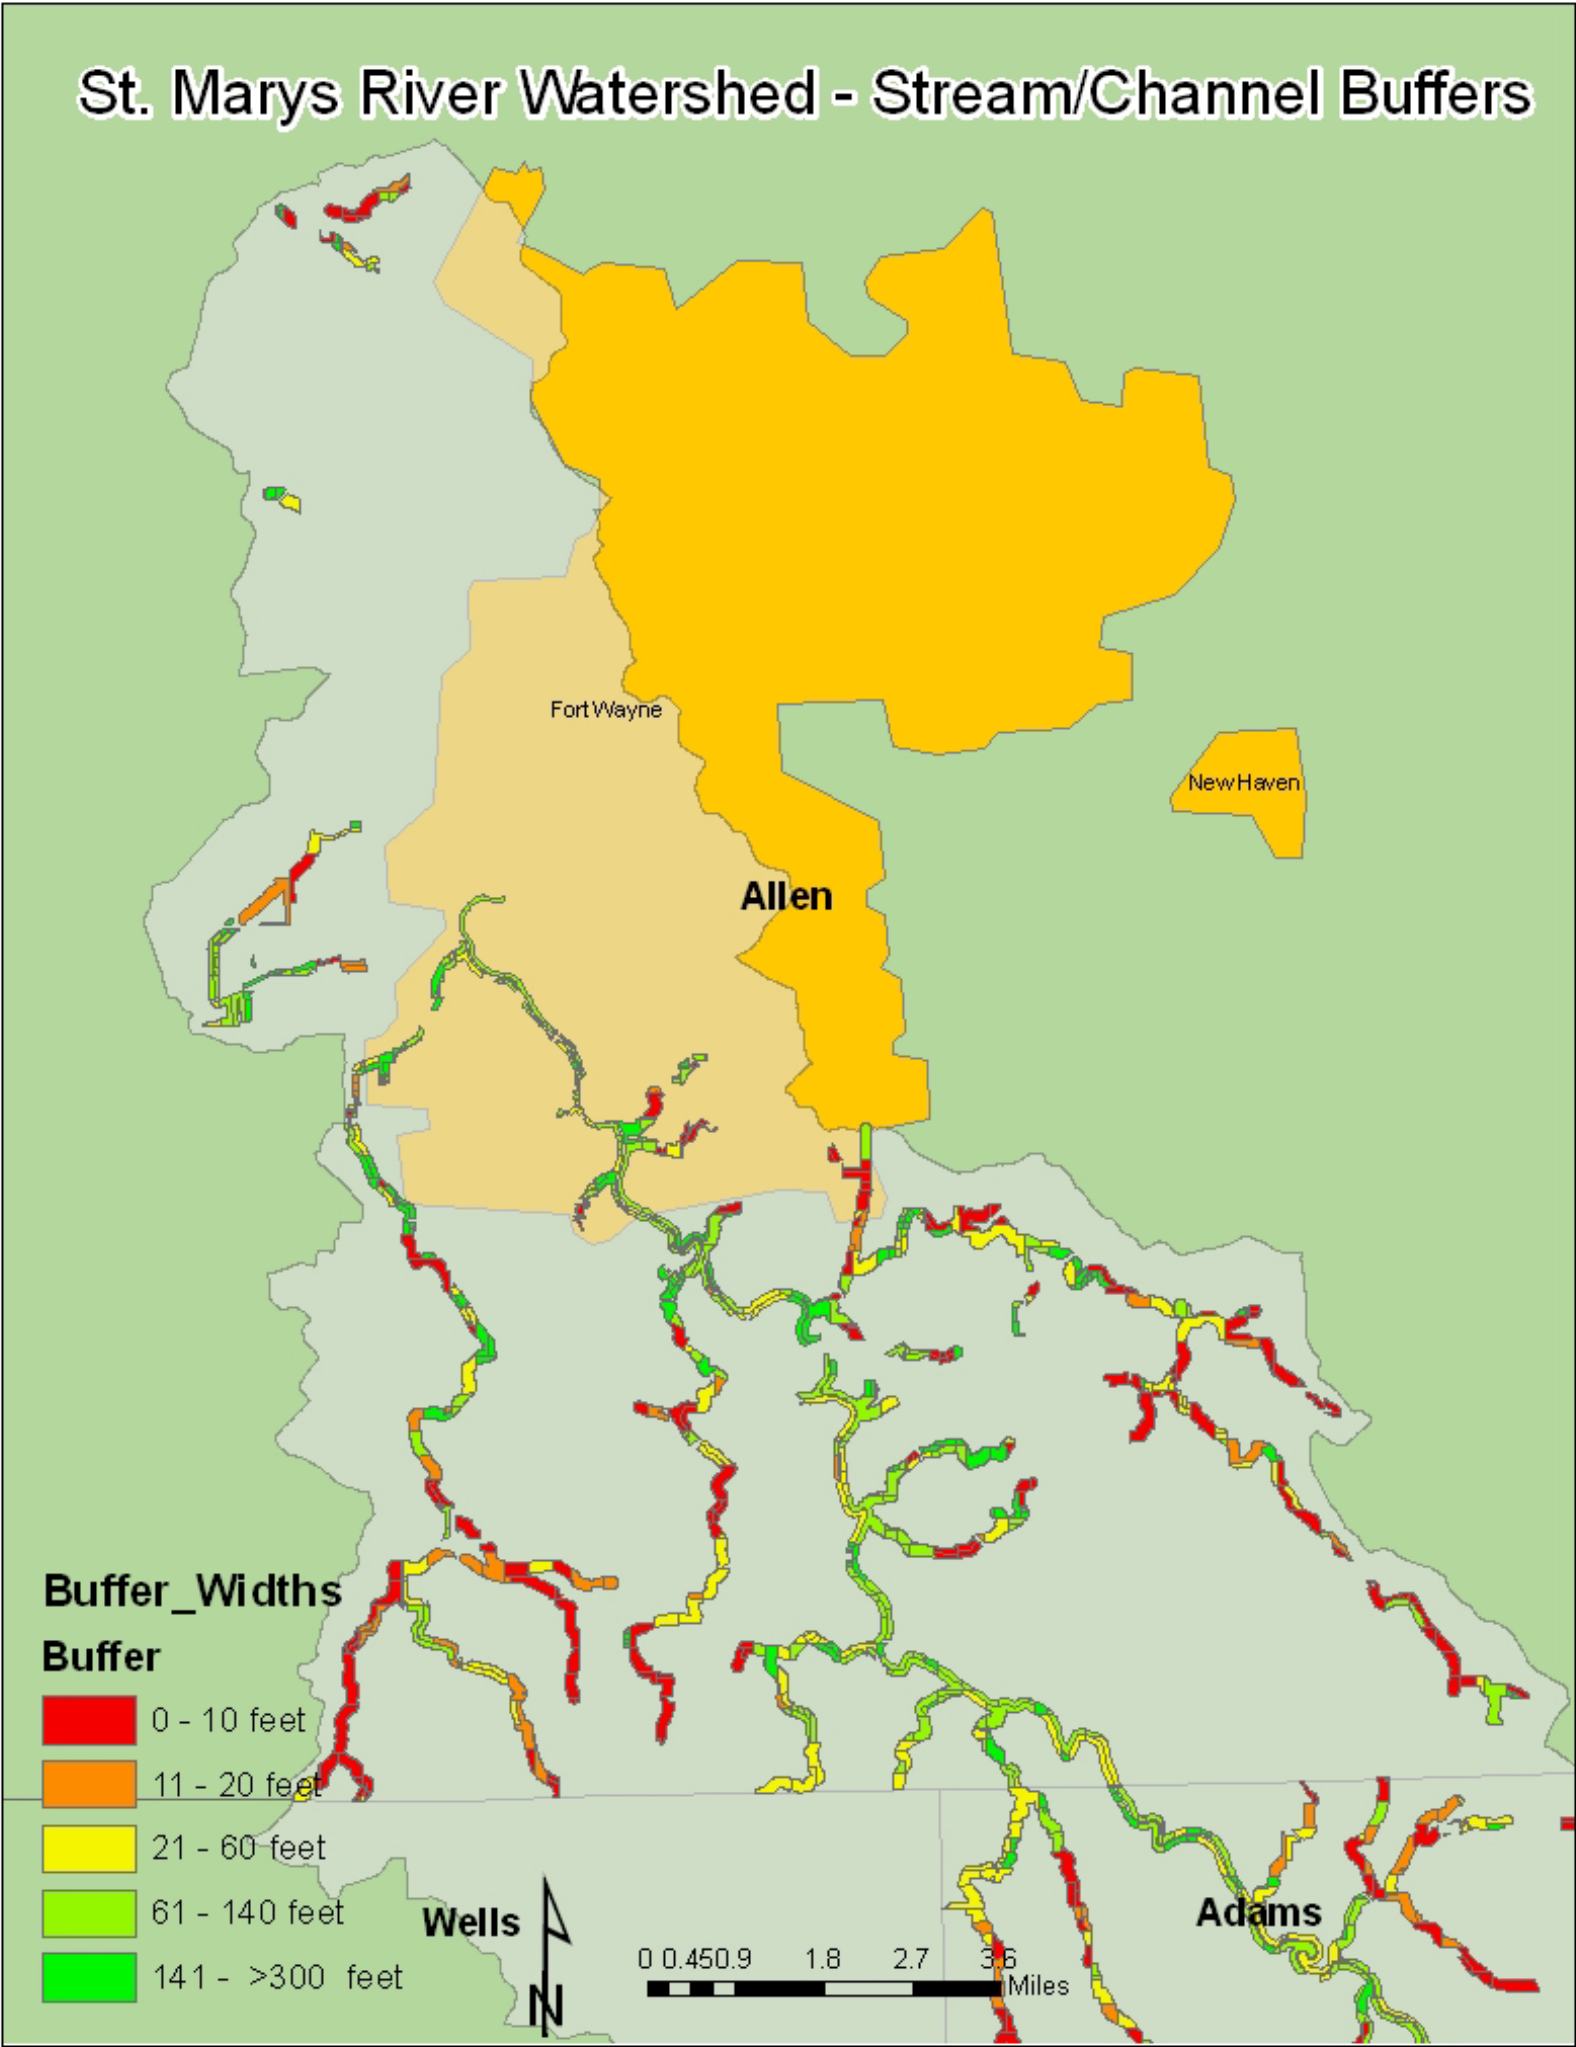 St. Marys River Watershed - Stream/Channel Buffers
Fort Wayne
New Haven
Allen
Buffer_Widths
Buffer
0 - 10 feet
11 - 20 feet
21 - 60 feet
61 - 140 feet
141 - >300 feet
Wells
Adams
N
0 0.450.9 1.8 2.7 3.6
Miles